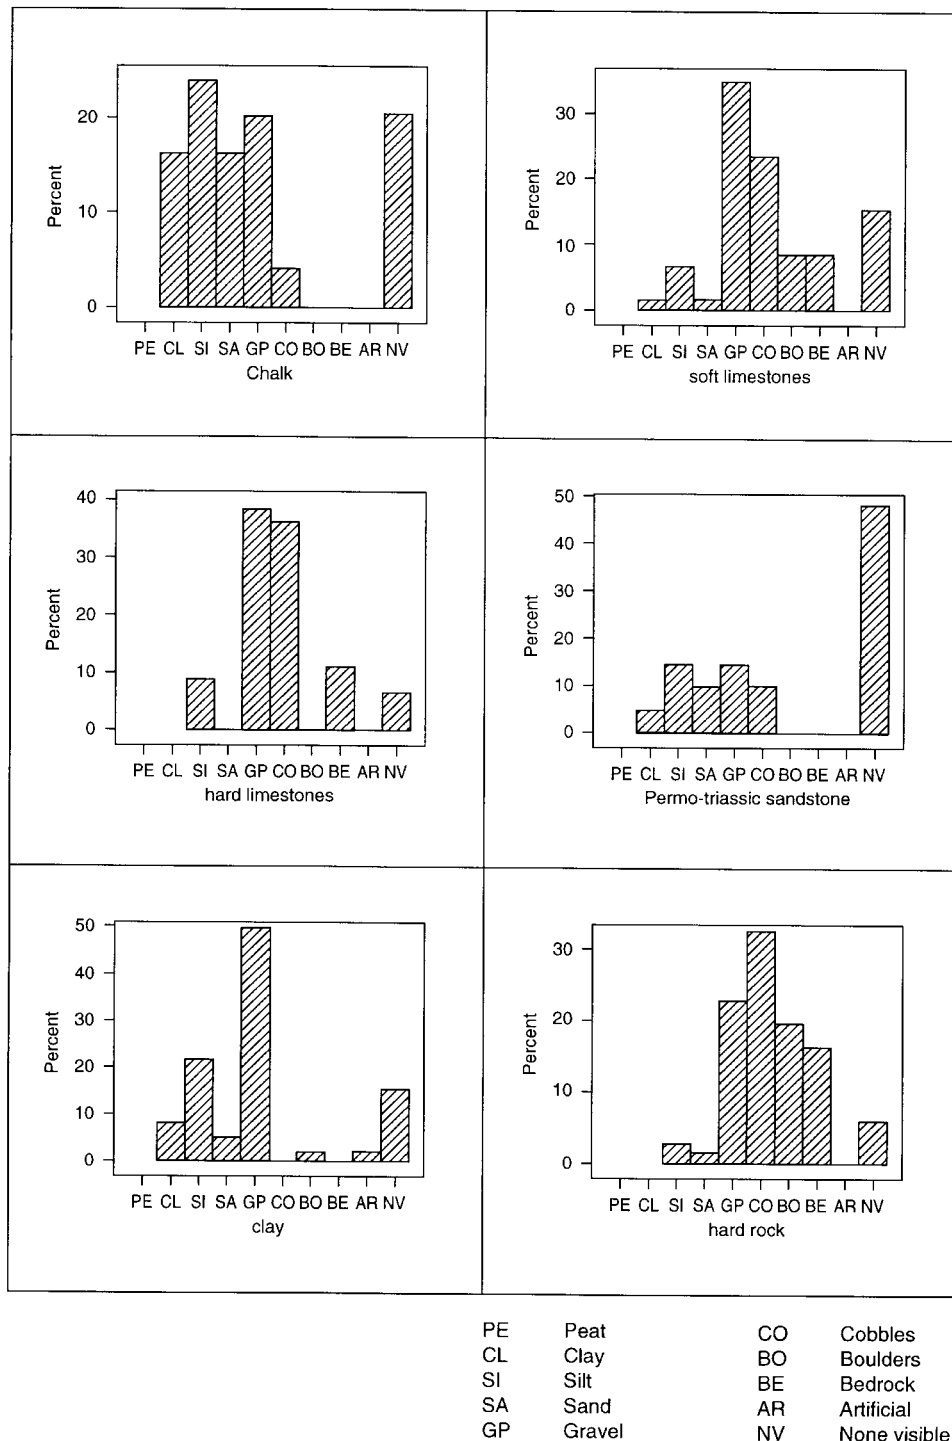 20
10
0
Percent
PE CL SI SA GP CO BO BE AR NV
Chalk
30
20
10
0
Percent
PE CL SI SA GP CO BO BE AR NV
soft limestones
40
30
20
10
0
Percent
PE CL SI SA GP CO BO BE AR NV
hard limestones
50
40
30
20
10
0
Percent
PE CL SI SA GP CO BO BE AR NV
Permo-triassic sandstone
50
40
30
20
10
0
Percent
PE CL SI SA GP CO BO BE AR NV
clay
30
20
10
0
Percent
PE CL SI SA GP CO BO BE AR NV
hard rock
PE Peat
CL Clay
SI Silt
SA Sand
GP Gravel
CO Cobbles
BO Boulders
BE Bedrock
AR Artificial
NV None visible